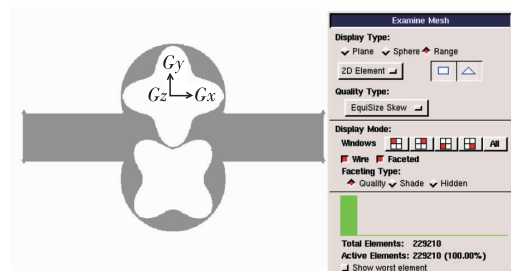 Gy
Gz Gx
Examine Mesh
Display Type:
Plane Sphere Range
2D Element
Quality Type:
EquiSize Skew
Display Mode:
Windows All
Wire Faceted
Faceting Type:
Quality Shade Hidden
Total Elements: 229210
Active Elements: 229210 (100.00%)
Show worst element